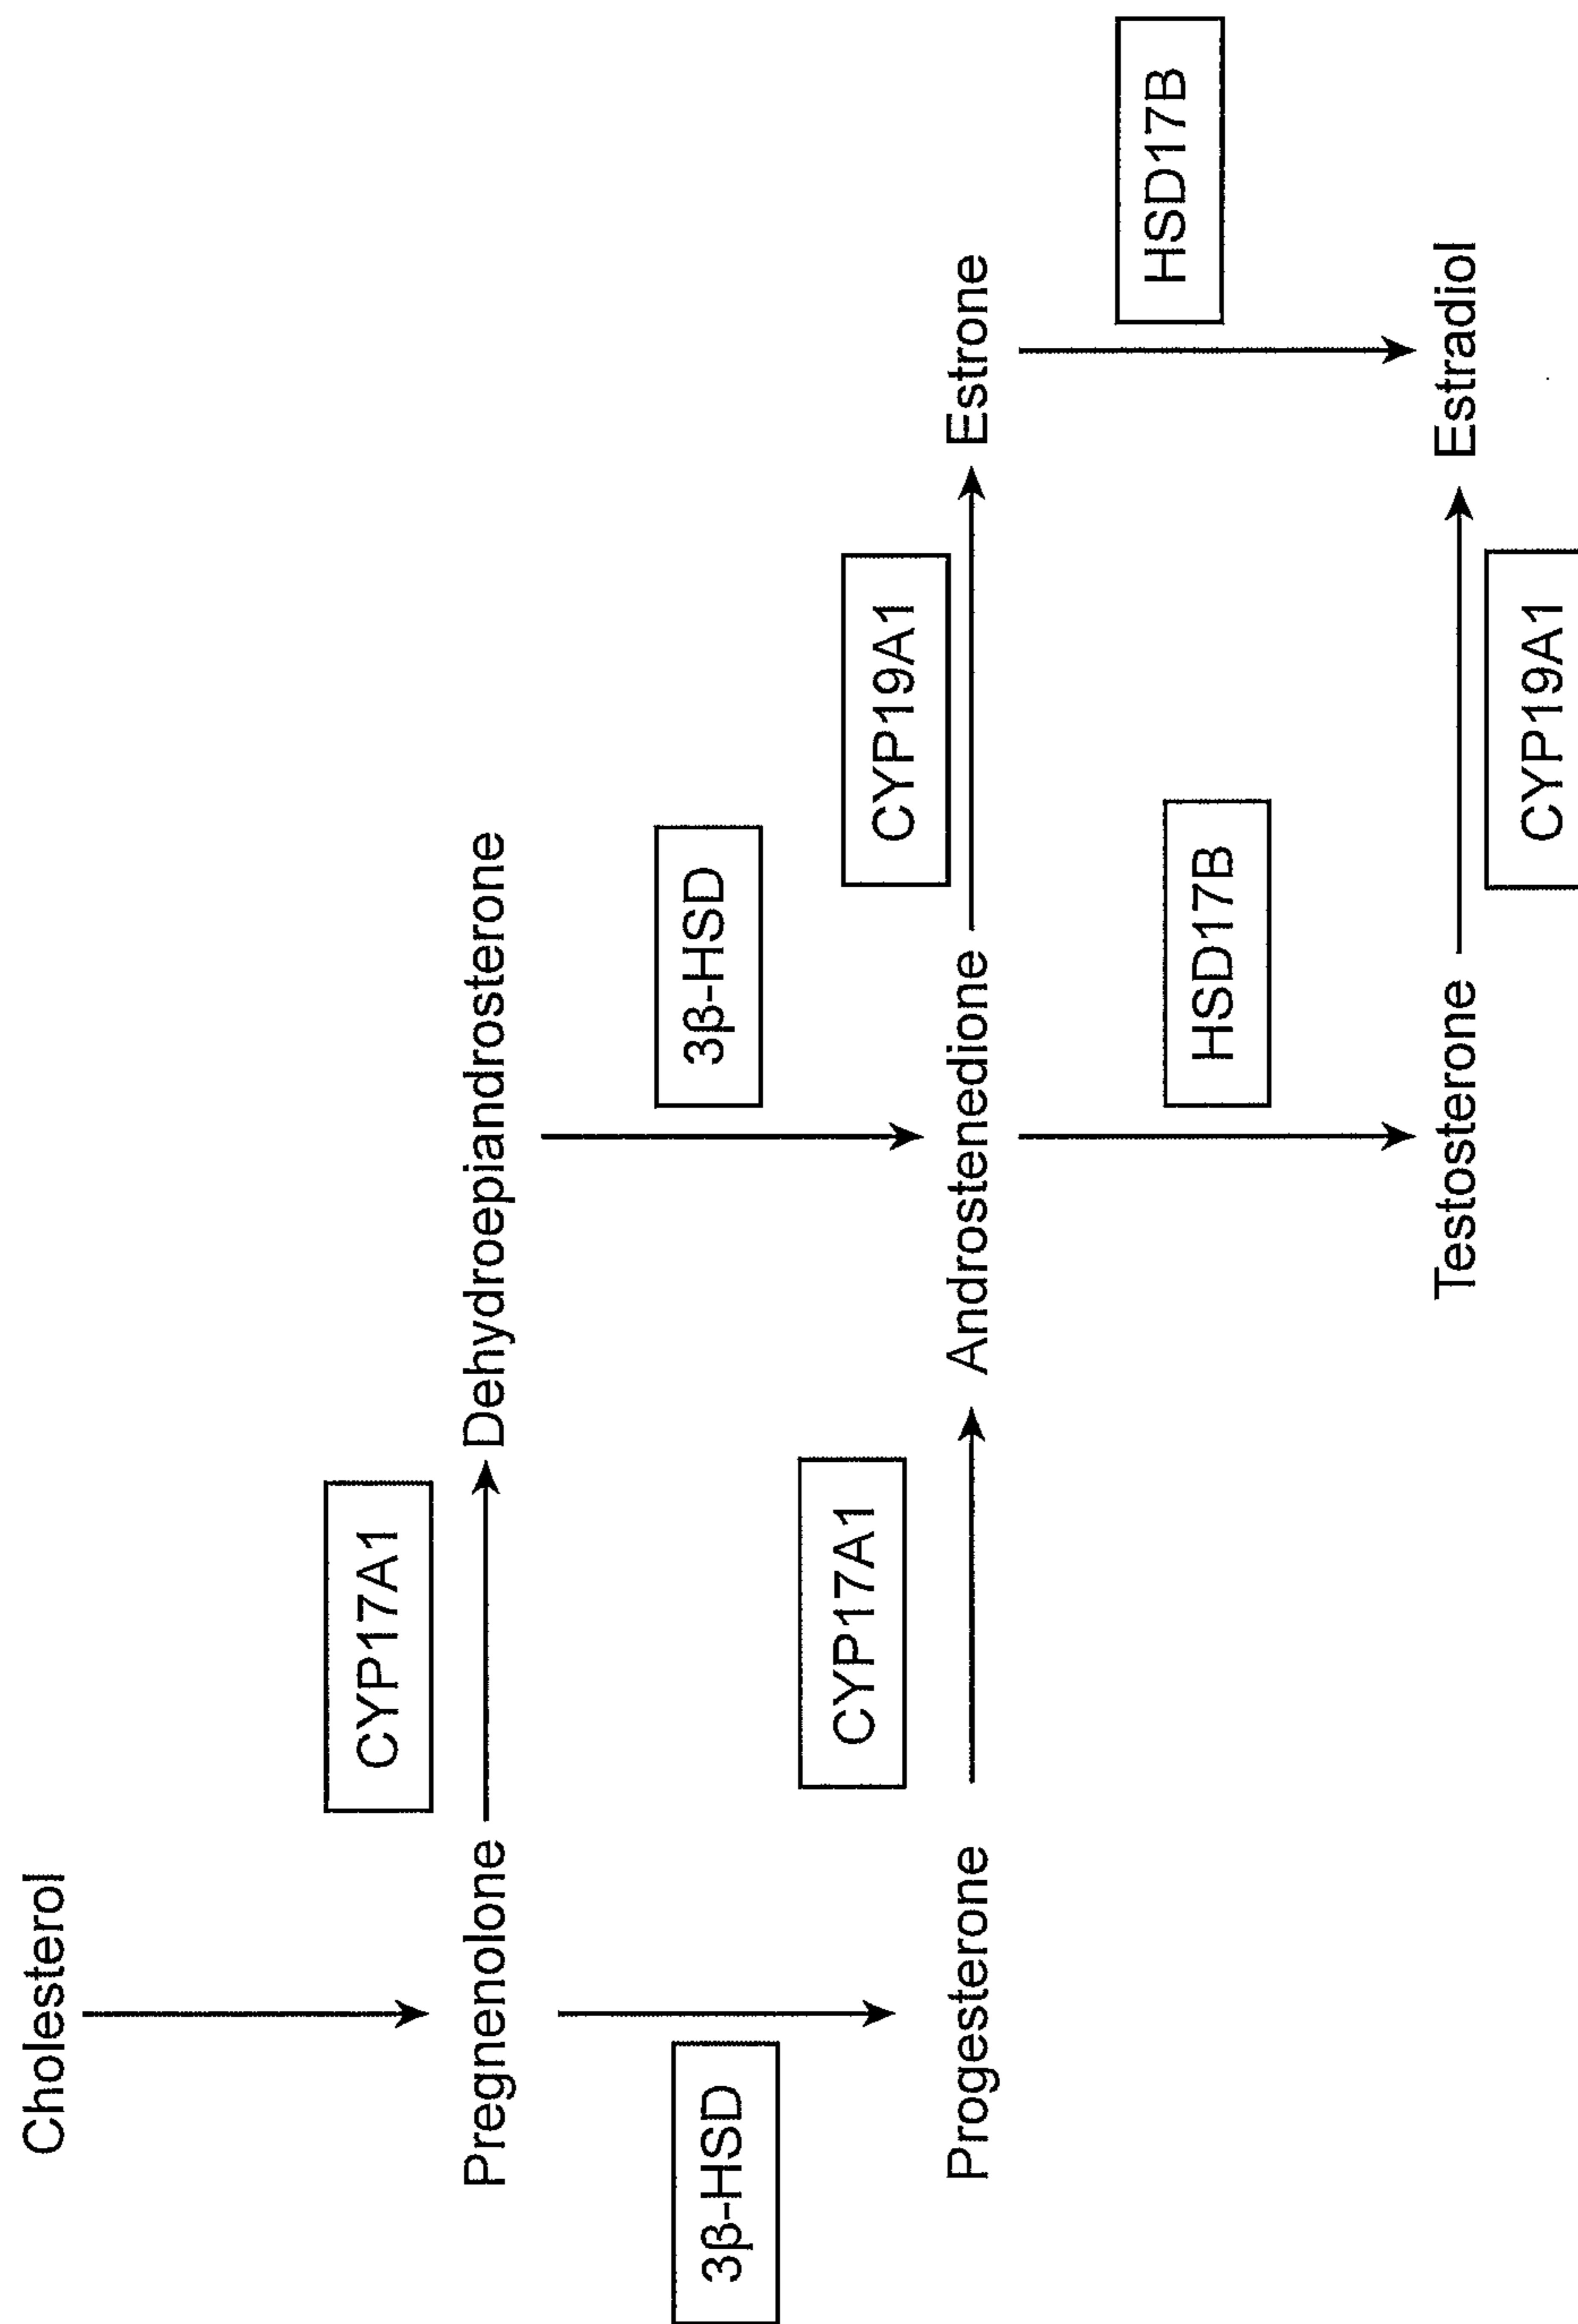 Cholesterol
CYP17A1
Pregnenolone
Dehydroepiandrosterone
3β-HSD
3β-HSD
CYP17A1
CYP19A1
Progesterone
Androstenedione
Estrone
HSD17B
HSD17B
Testosterone
Estradiol
CYP19A1